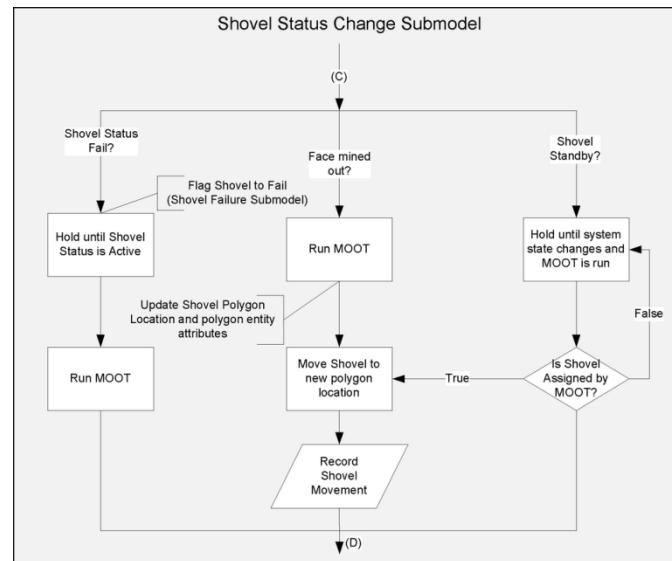 Shovel Status Change Submodel
(C)
Shovel Status
Fail?
Face mined
out?
Shovel
Standby?
Flag Shovel to Fail
(Shovel Failure Submodel)
Hold until Shovel
Status is Active
Run MOOT
Hold until system
state changes and
MOOT is run
Update Shovel Polygon
Location and polygon entity
attributes
False
Run MOOT
Move Shovel to
new polygon
location
True
Is Shovel
Assigned by
MOOT?
Record
Shovel
Movement
(D)